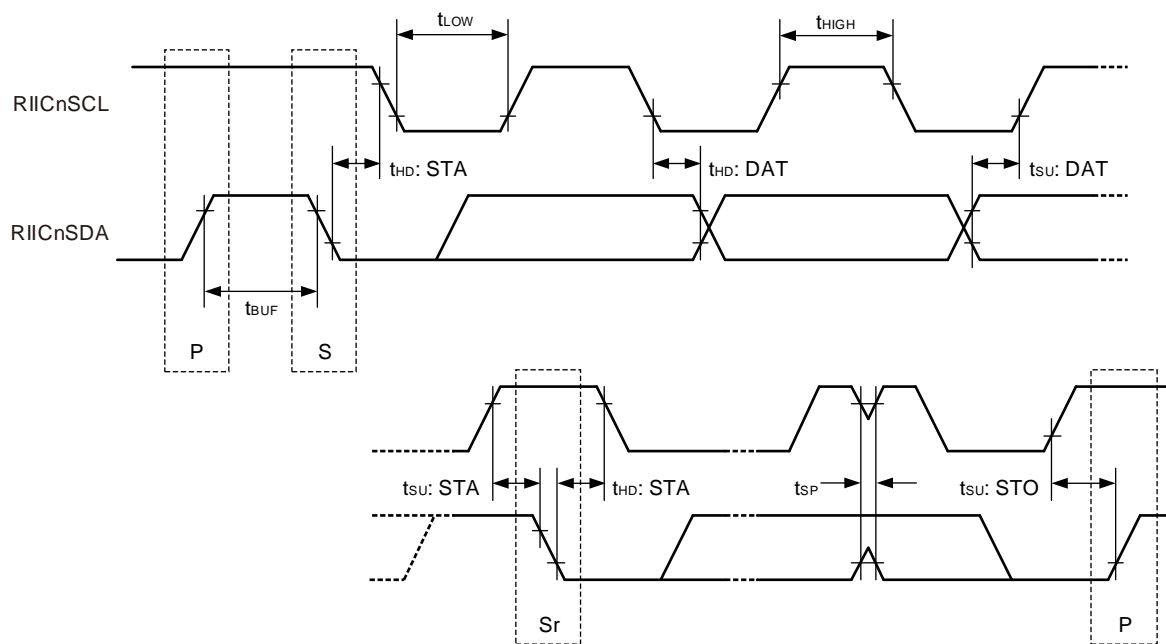 tLOW
tHIGH
RIICnSCL
tHD: STA
tHD: DAT
tSU: DAT
RIICnSDA
tBUF
P
S
tSU: STA
tHD: STA
tSP
tSU: STO
Sr
P